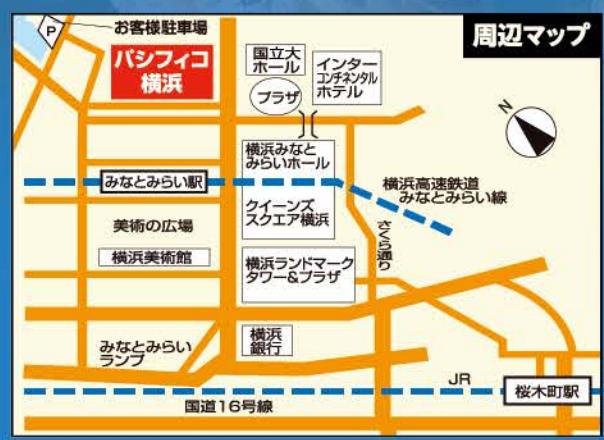 周辺マップ
P
お客様駐車場
パシフィコ
横浜
国立大
ホール
プラザ
インター
コンチネンタル
ホテル
N
横浜みなと
みらいホール
みなとみらい駅
横浜高速鉄道
みなとみらい線
クイーンズ
スクエア横浜
美術の広場
さくら通り
横浜美術館
横浜ランドマーク
タワー&プラザ
みなとみらい
ランプ
横浜
銀行
JR
桜木町駅
国道16号線